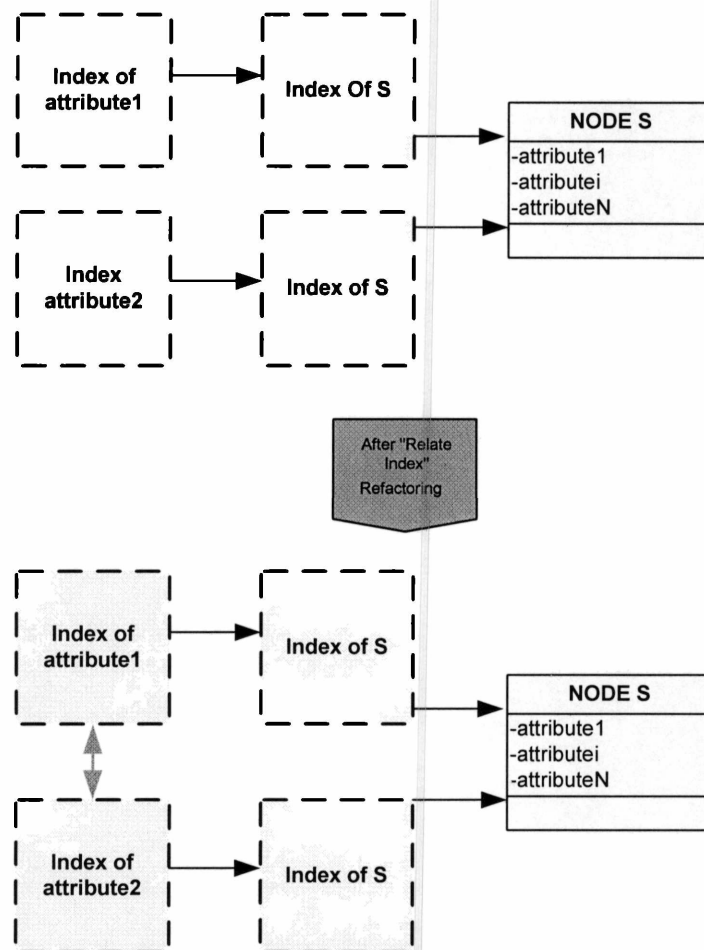 Index of
attribute1
Index Of S
NODE S
-attribute1
-attributei
-attributeN
Index
attribute2
Index of S
After "Relate
Index"
Refactoring
Index of
attribute1
Index of S
NODE S
-attribute1
-attributei
-attributeN
Index of
attribute2
Index of S